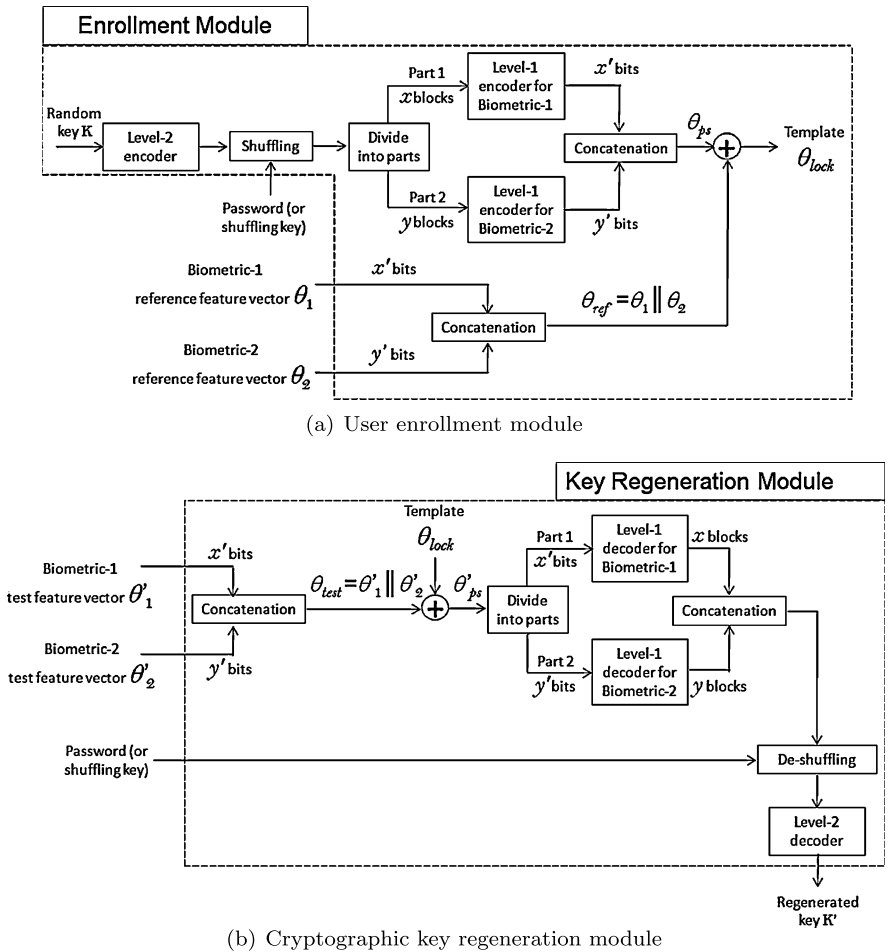 Enrollment Module
Random
key K
Level-2
encoder
Shuffling
Password (or
shuffling key)
Divide
into parts
Part 1
x blocks
Part 2
y blocks
Level-1
encoder for
Biometric-1
Level-1
encoder for
Biometric-2
x' bits
y' bits
Concatenation
θps
+
Template
θlock
Biometric-1
reference feature vector θ1
x' bits
Biometric-2
reference feature vector θ2
y' bits
Concatenation
θref = θ1 || θ2
(a) User enrollment module
Key Regeneration Module
Biometric-1
test feature vector θ'1
x' bits
Biometric-2
test feature vector θ'2
y' bits
Concatenation
θtest = θ'1 || θ'2
Template
θlock
+
θ'ps
Divide
into parts
Part 1
x' bits
Part 2
y' bits
Level-1
decoder for
Biometric-1
Level-1
decoder for
Biometric-2
x blocks
y blocks
Concatenation
Password (or
shuffling key)
De-shuffling
Level-2
decoder
Regenerated
key K'
(b) Cryptographic key regeneration module